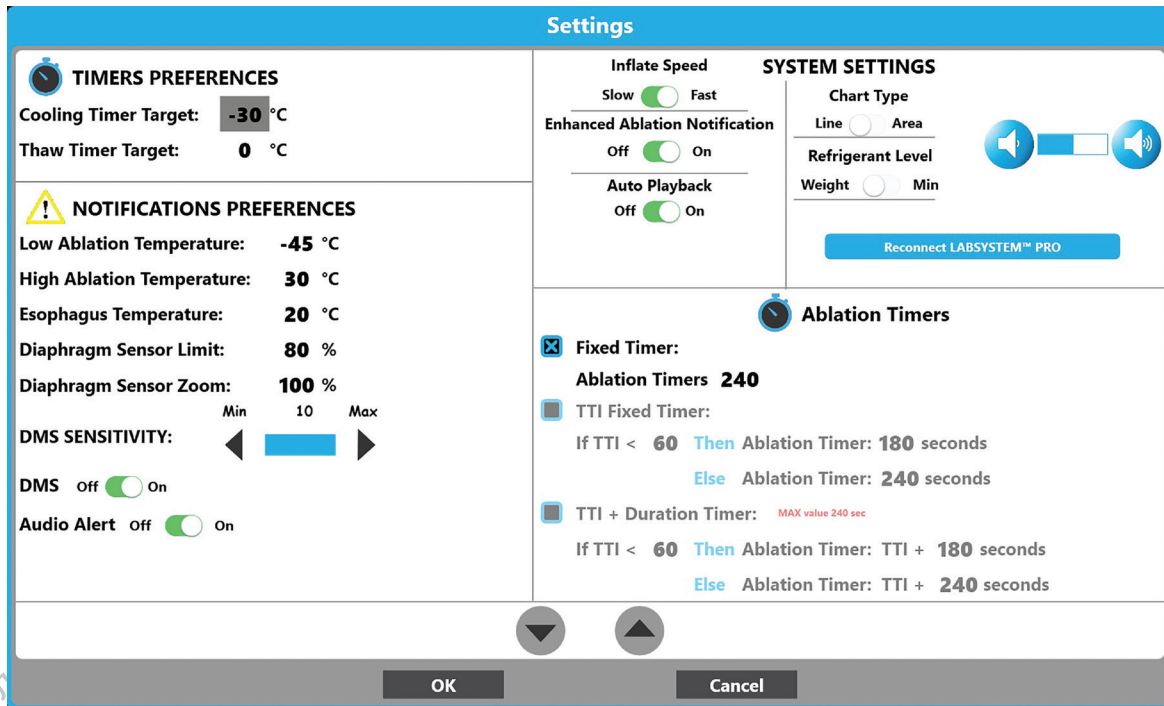 Settings
TIMERS PREFERENCES
Cooling Timer Target: -30 °C
Thaw Timer Target: 0 °C
NOTIFICATIONS PREFERENCES
Low Ablation Temperature: -45 °C
High Ablation Temperature: 30 °C
Esophagus Temperature: 20 °C
Diaphragm Sensor Limit: 80 %
Diaphragm Sensor Zoom: 100 %
Min 10 Max
DMS SENSITIVITY:
DMS Off On
Audio Alert Off On
SYSTEM SETTINGS
Inflate Speed
Slow Fast
Enhanced Ablation Notification
Off On
Auto Playback
Off On
Chart Type
Line Area
Refrigerant Level
Weight Min
Reconnect LABSYSTEM™ PRO
Ablation Timers
Fixed Timer:
Ablation Timers 240
TTI Fixed Timer:
If TTI < 60 Then Ablation Timer: 180 seconds
Else Ablation Timer: 240 seconds
TTI + Duration Timer: MAX value 240 sec
If TTI < 60 Then Ablation Timer: TTI + 180 seconds
Else Ablation Timer: TTI + 240 seconds
OK Cancel